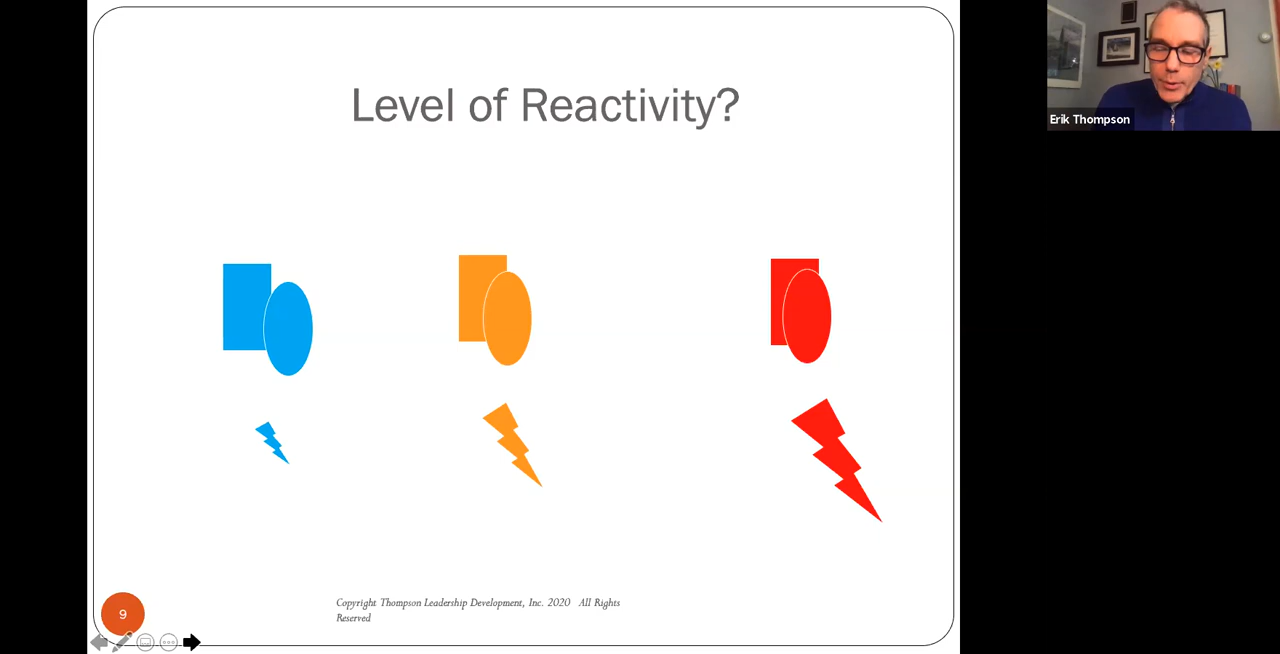 Level of Reactivity?
Erik Thompson
Copyright Thompson Leadership Development, Inc. 2020 All Rights
Reserved
9